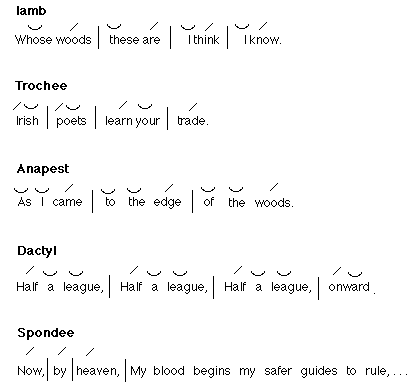 Iamb
Whose woods | these are | I think | I know.
Trochee
Irish | poets | learn your | trade.
Anapest
As I came | to the edge | of the woods.
Dactyl
Half a league, | Half a league, | Half a league, | onward .
Spondee
Now, | by | heaven, | My blood begins my safer guides to rule, . . .